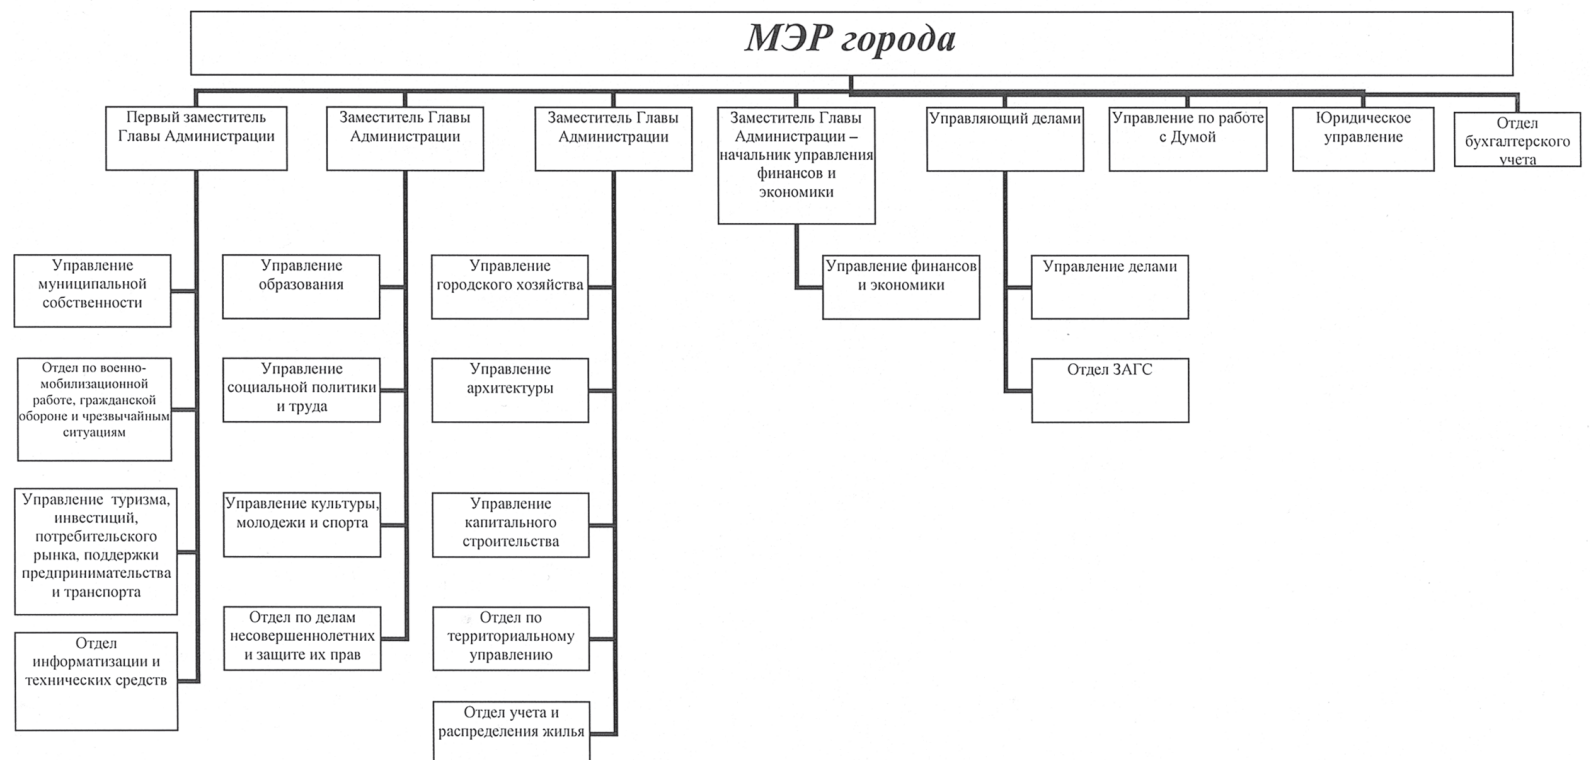 МЭР города
Первый заместитель
Главы Администрации
Заместитель Главы
Администрации
Заместитель Главы
Администрации
Заместитель Главы
Администрации –
начальник управления
финансов и
экономики
Управляющий делами
Управление по работе
с Думой
Юридическое
управление
Отдел
бухгалтерского
учета
Управление
муниципальной
собственности
Отдел по военно-
мобилизационной
работе, гражданской
обороне и чрезвычайным
ситуациям
Управление туризма,
инвестиций,
потребительского
рынка, поддержки
предпринимательства
и транспорта
Отдел
информатизации и
технических средств
Управление
образования
Управление
социальной политики
и труда
Управление культуры,
молодежи и спорта
Отдел по делам
несовершеннолетних
и защите их прав
Управление
городского хозяйства
Управление
архитектуры
Управление
капитального
строительства
Отдел по
территориальному
управлению
Отдел учета и
распределения жилья
Управление финансов
и экономики
Управление делами
Отдел ЗАГС